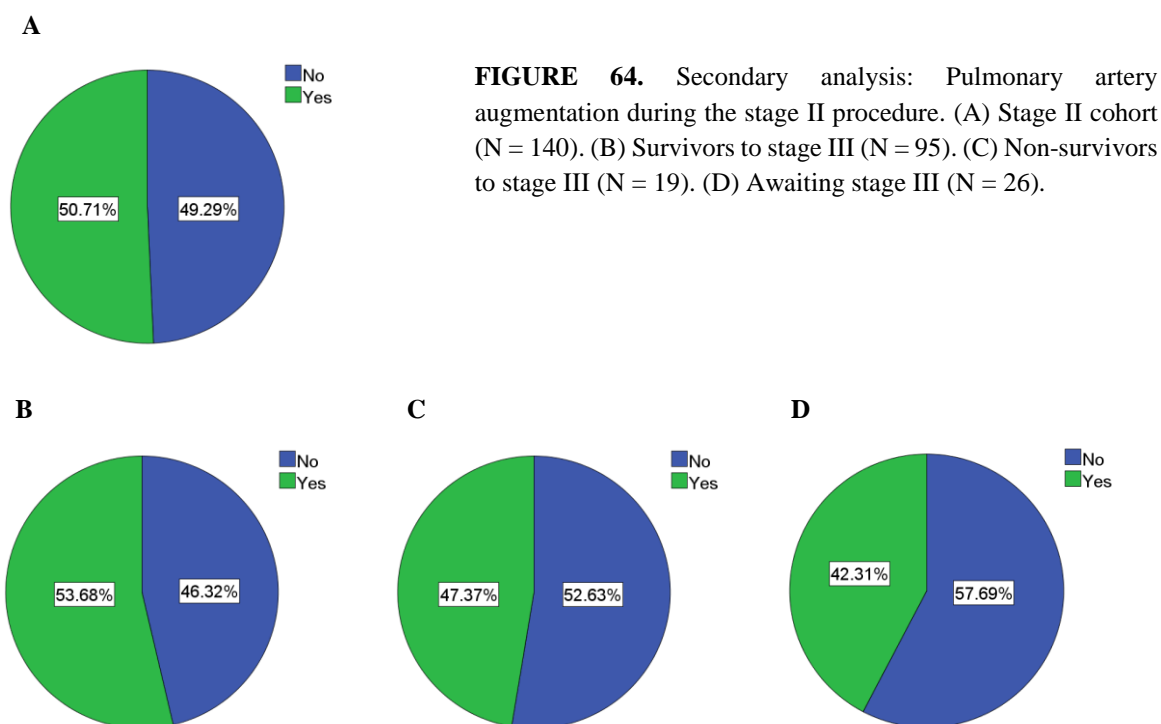 A
No
Yes
50.71%
49.29%
FIGURE 64. Secondary analysis: Pulmonary artery
augmentation during the stage II procedure. (A) Stage II cohort
(N = 140). (B) Survivors to stage III (N = 95). (C) Non-survivors
to stage III (N = 19). (D) Awaiting stage III (N = 26).
B
No
Yes
53.68%
46.32%
C
No
Yes
47.37%
52.63%
D
No
Yes
42.31%
57.69%